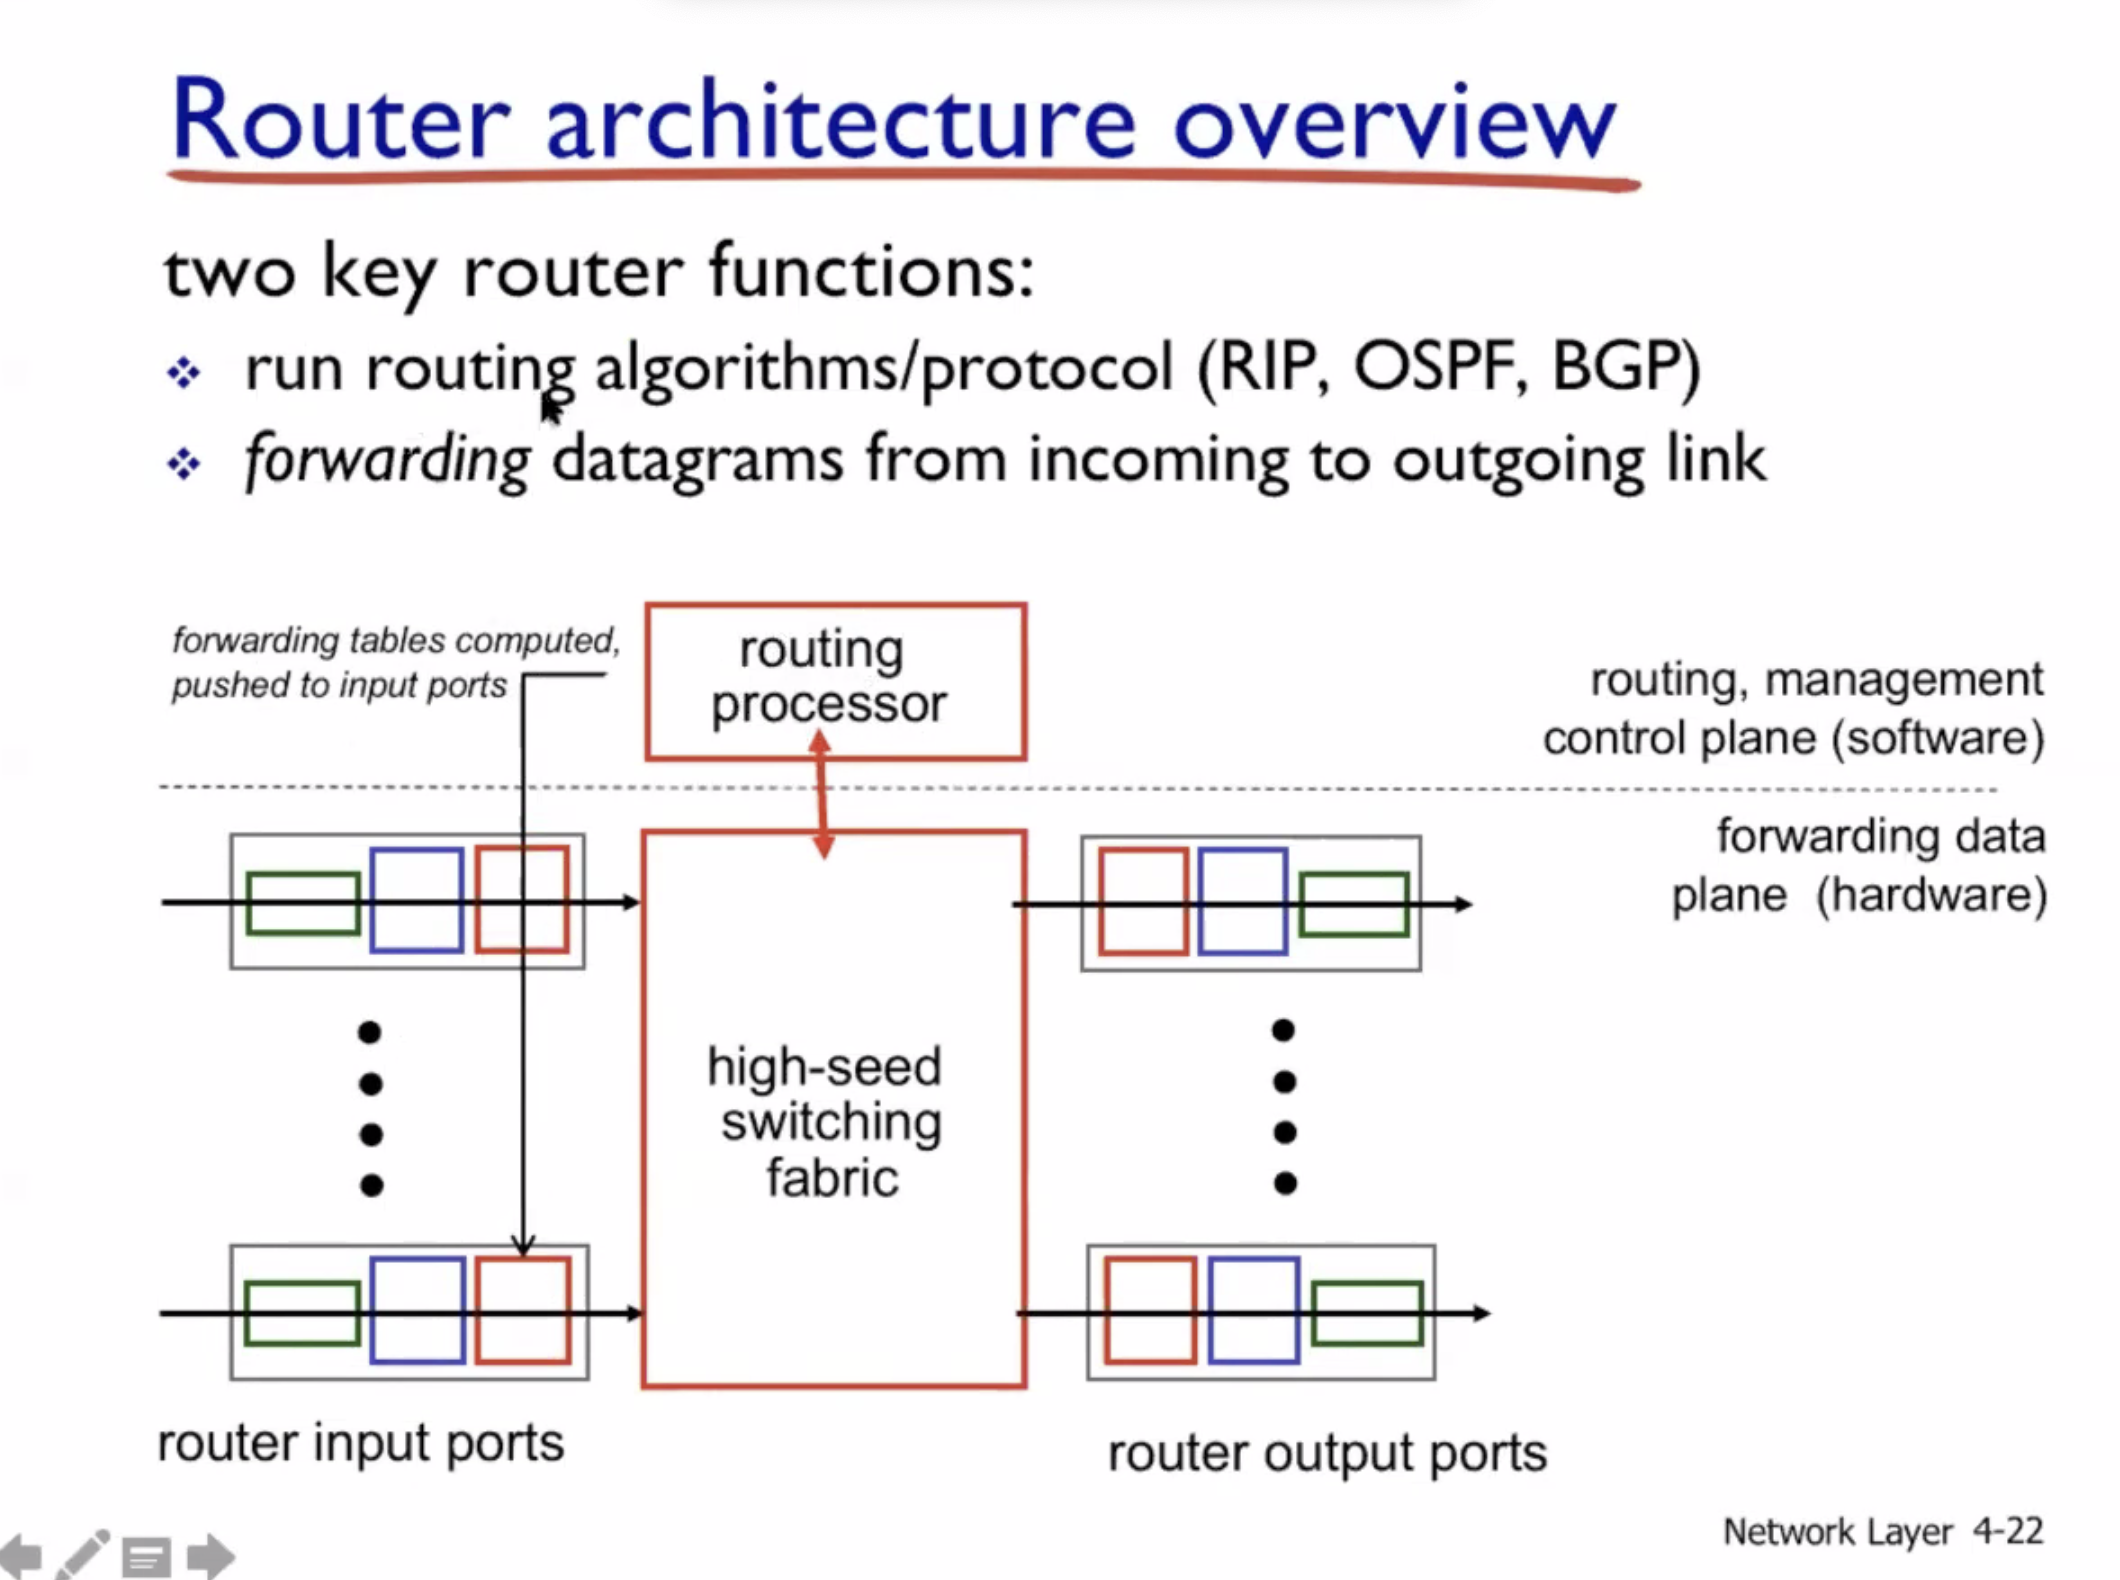 Router architecture overview
two key router functions:
run routing algorithms/protocol (RIP, OSPF, BGP)
forwarding datagrams from incoming to outgoing link
forwarding tables computed,
pushed to input ports
routing
processor
routing, management
control plane (software)
forwarding data
plane (hardware)
high-seed
switching
fabric
router input ports
router output ports
Network Layer 4-22